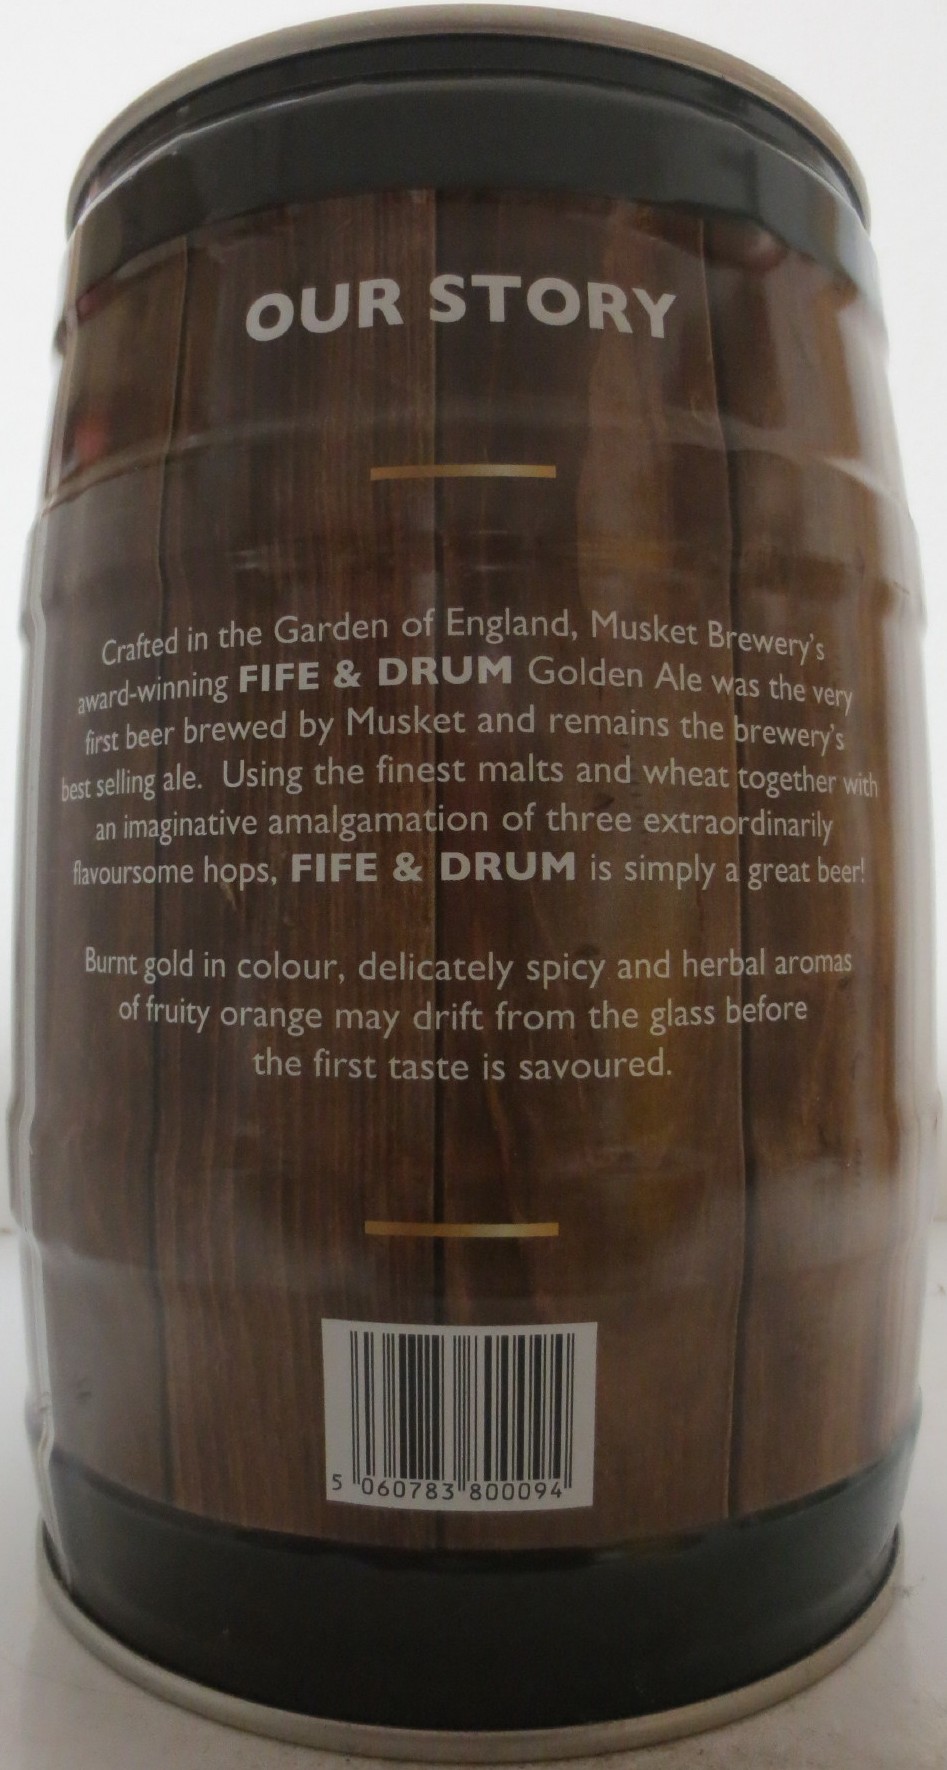 OUR STORY
Crafted in the Garden of England, Musket Brewery's
award-winning FIFE & DRUM Golden Ale was the very
first beer brewed by Musket and remains the brewery's
best selling ale. Using the finest malts and wheat together with
an imaginative amalgamation of three extraordinarily
flavoursome hops, FIFE & DRUM is simply a great beer!
Burnt gold in colour, delicately spicy and herbal aromas
of fruity orange may drift from the glass before
the first taste is savoured.
5 060783 800094